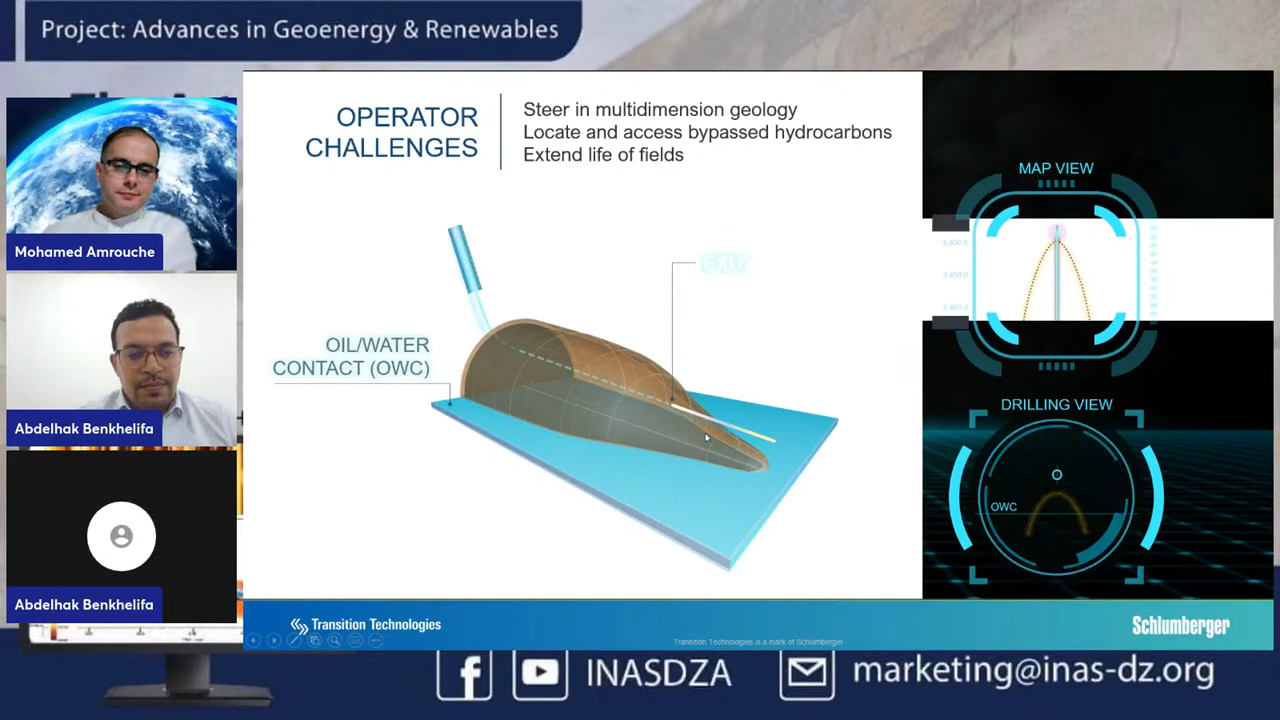 Project: Advances in Geoenergy & Renewables
Mohamed Amrouche
Abdelhak Benkhelifa
Abdelhak Benkhelifa
OPERATOR
CHALLENGES
Steer in multidimension geology
Locate and access bypassed hydrocarbons
Extend life of fields
EXIT
OIL/WATER
CONTACT (OWC)
MAP VIEW
DRILLING VIEW
OWC
Transition Technologies
Transition Technologies is a mark of Schlumberger
Schlumberger
INASDZA
marketing@inas-dz.org